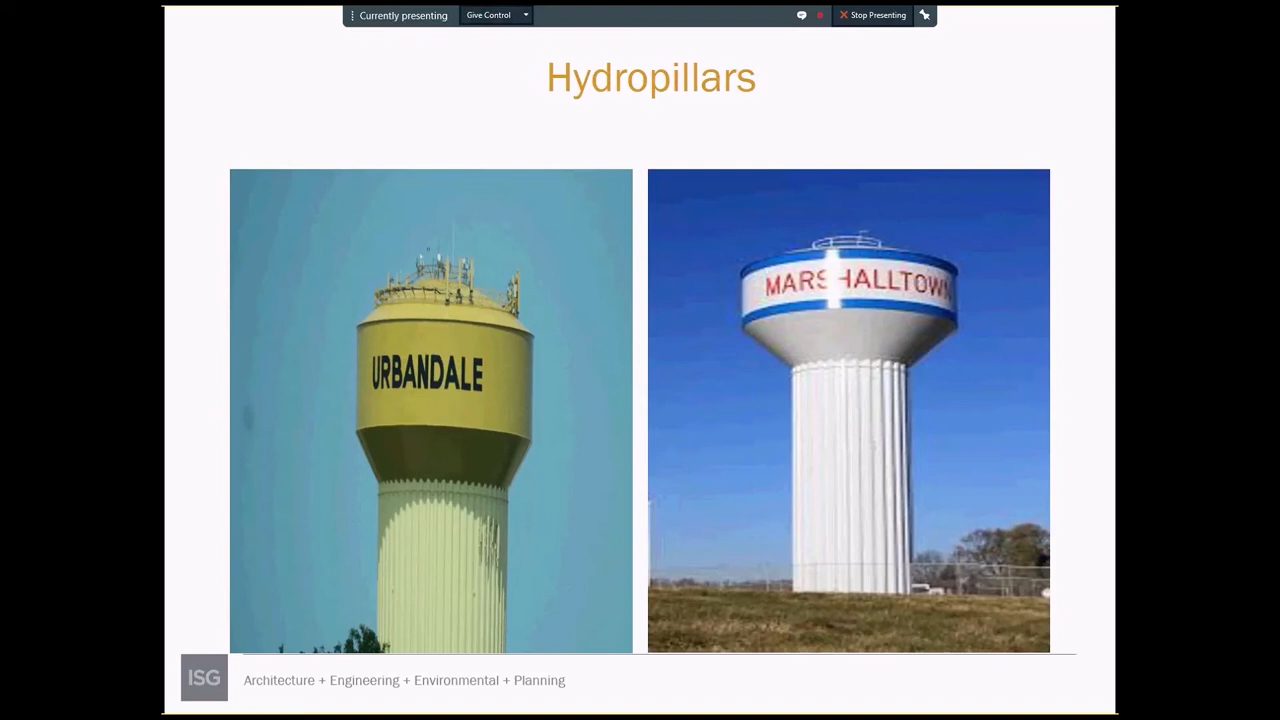 Currently presenting
Give Control
Stop Presenting
Hydropillars
URBANDALE
MARSHALLTOWN
ISG
Architecture + Engineering + Environmental + Planning